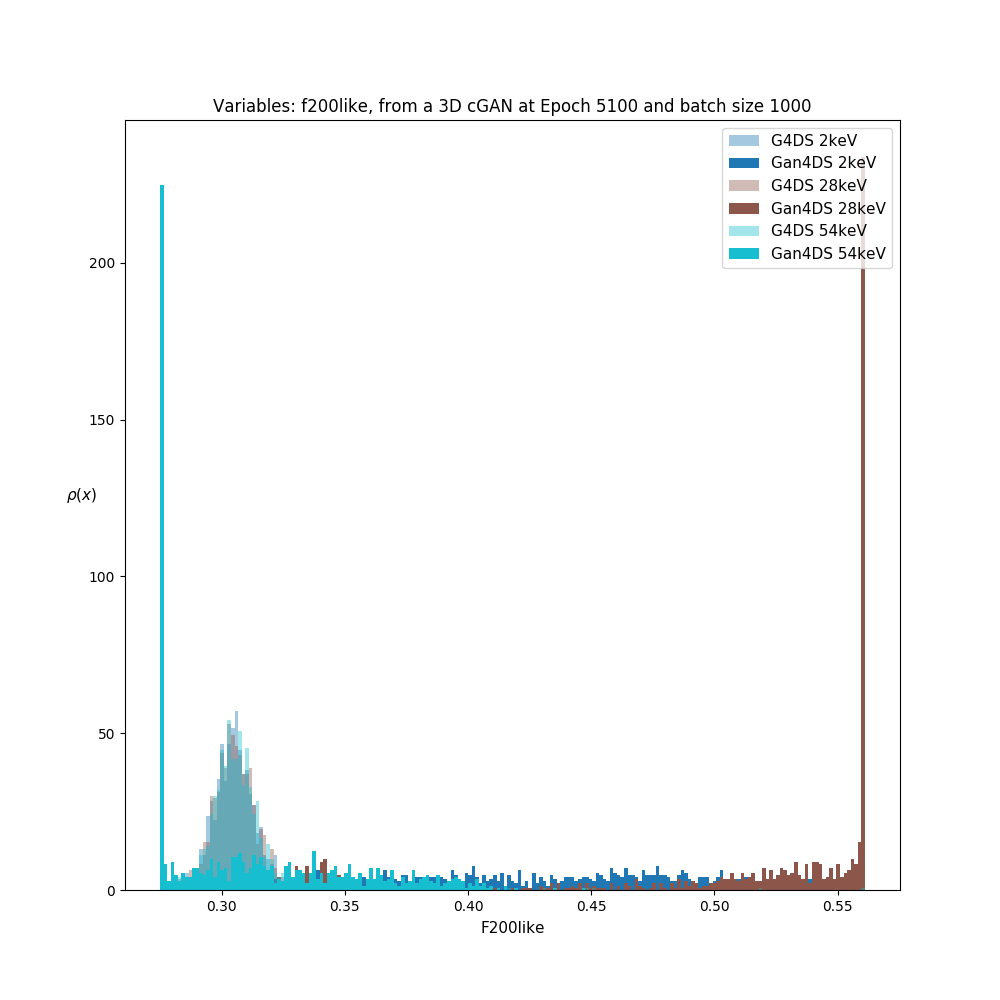 Variables: f200like, from a 3D cGAN at Epoch 5100 and batch size 1000
G4DS 2keV
Gan4DS 2keV
G4DS 28keV
Gan4DS 28keV
G4DS 54keV
Gan4DS 54keV
200
150
ρ(x)
100
50
0
0.30 0.35 0.40 0.45 0.50 0.55
F200like